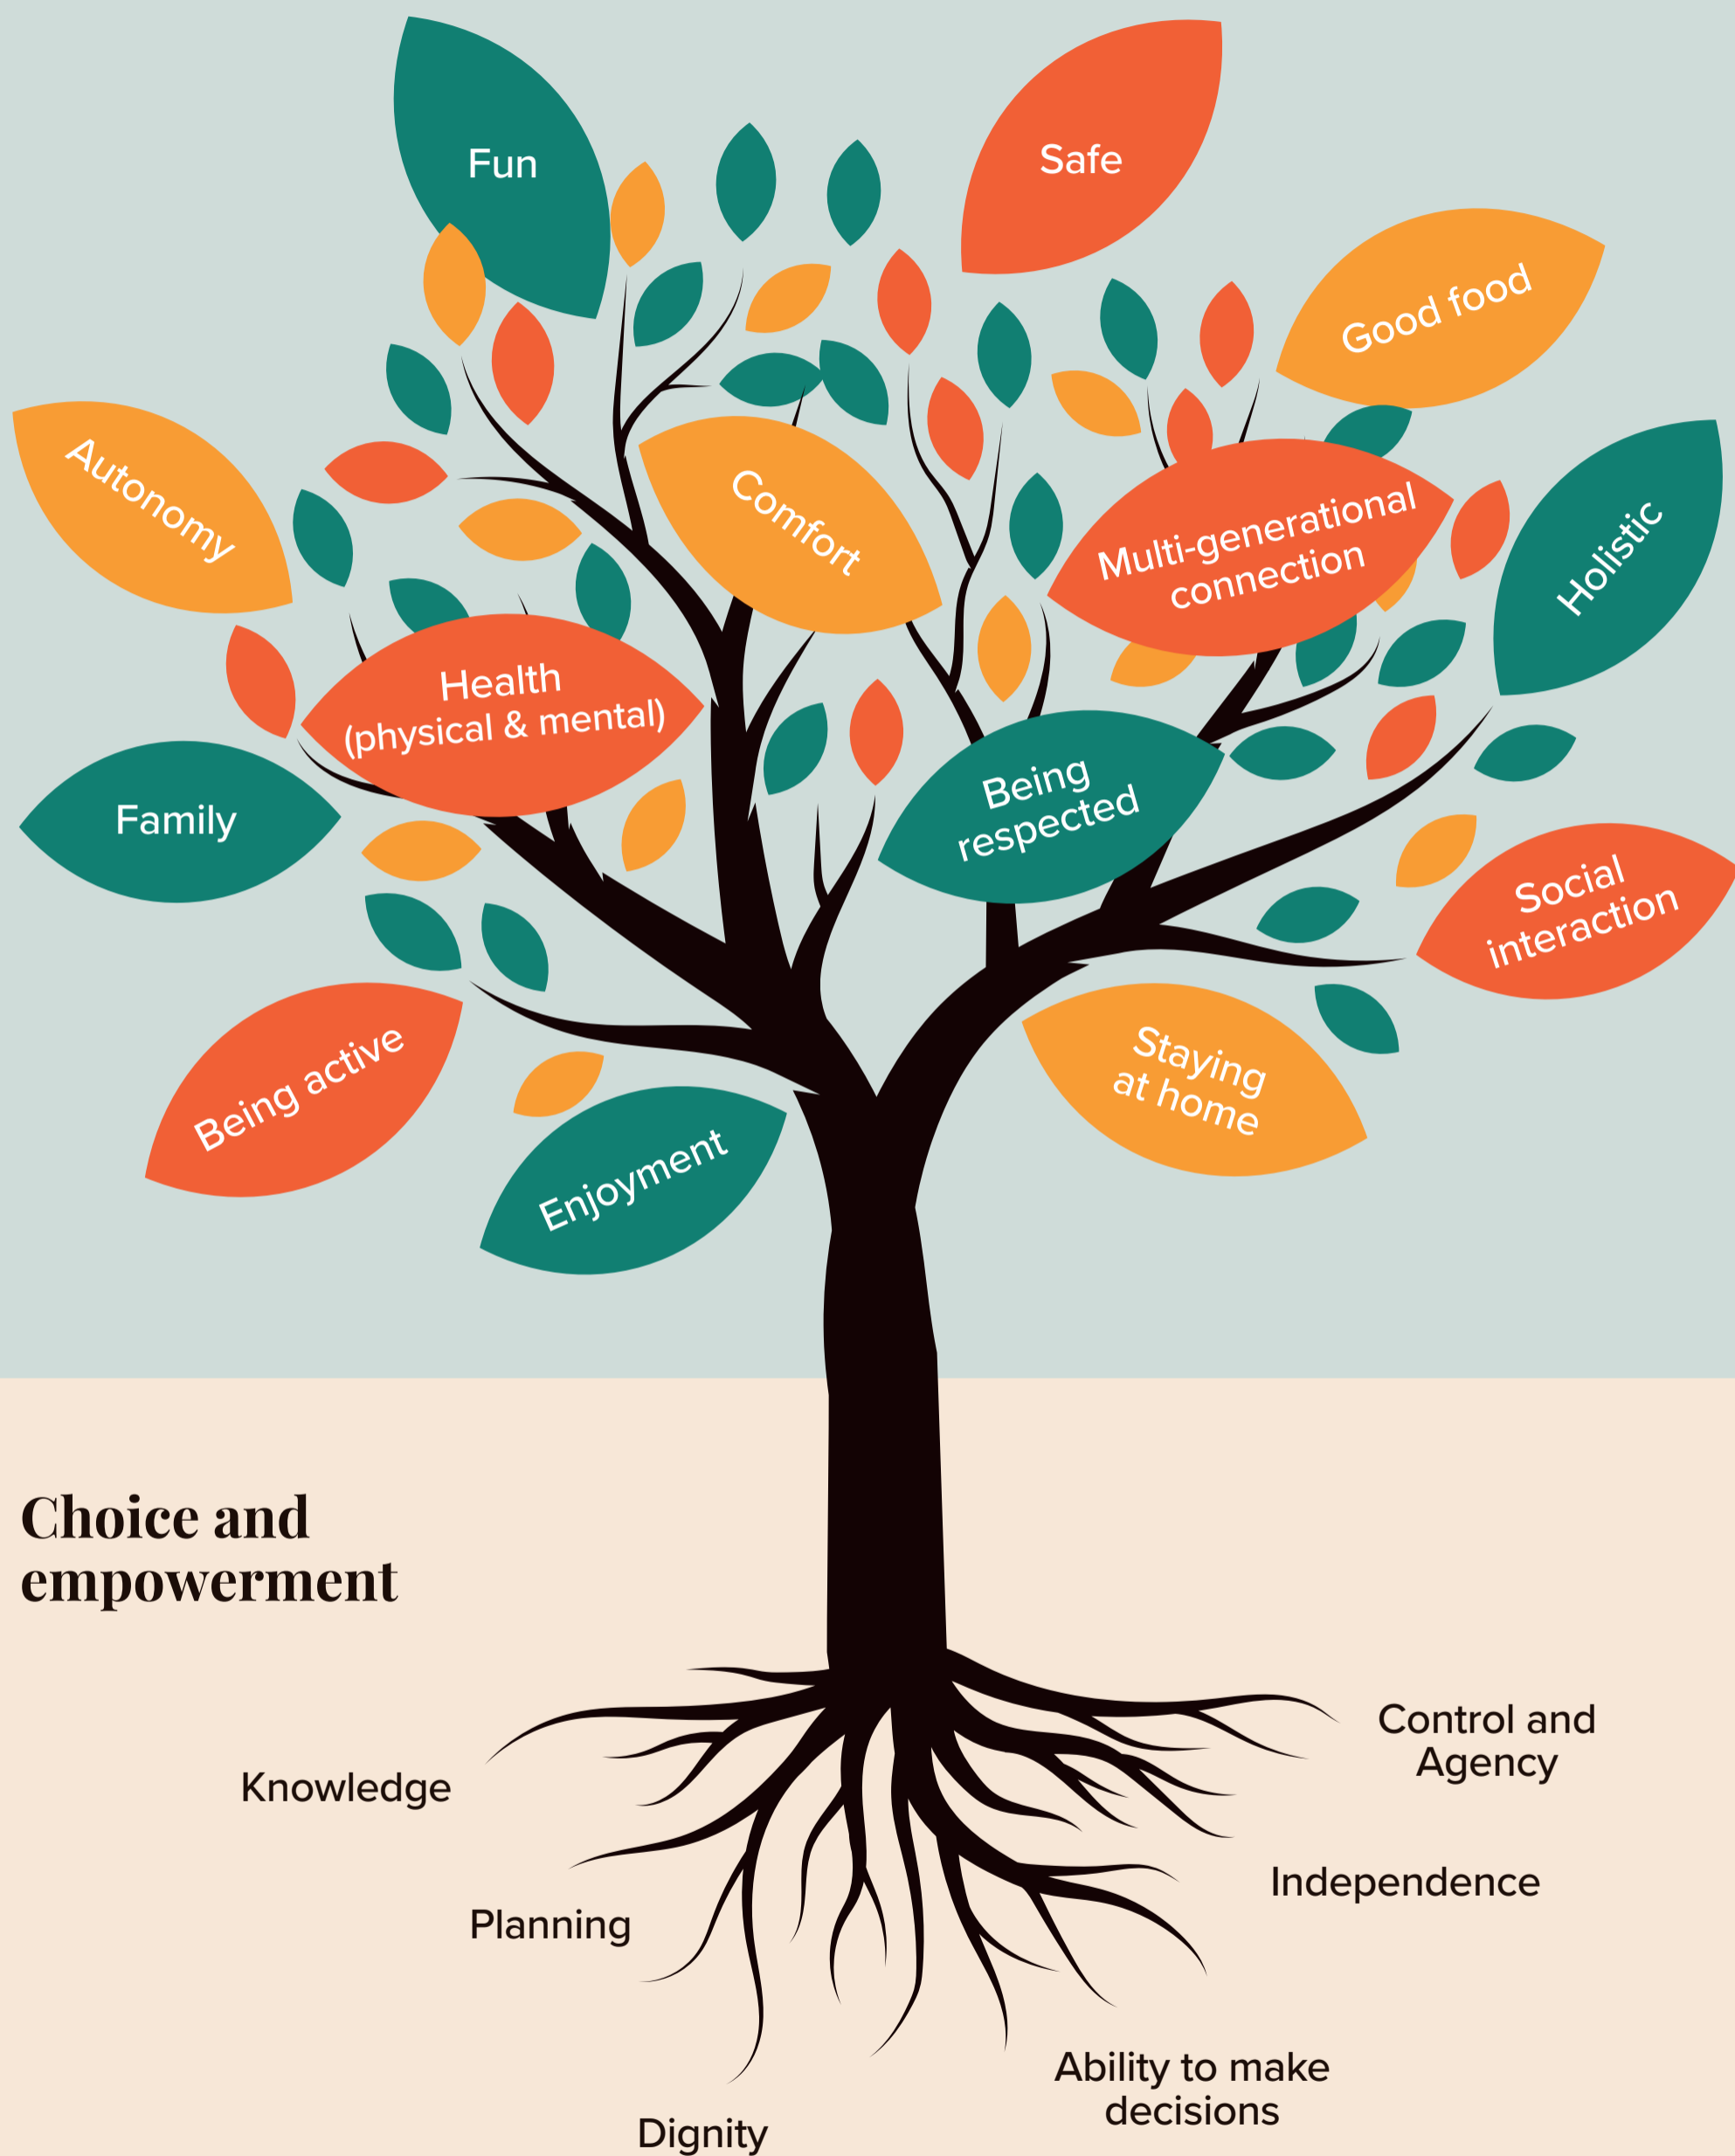 Fun
Safe
Good food
Autonomy
Comfort
Multi-generational
connection
Holistic
Health
(physical & mental)
Family
Being
respected
Social
interaction
Being active
Staying
at home
Enjoyment
Choice and
empowerment
Control and
Agency
Knowledge
Independence
Planning
Ability to make
decisions
Dignity